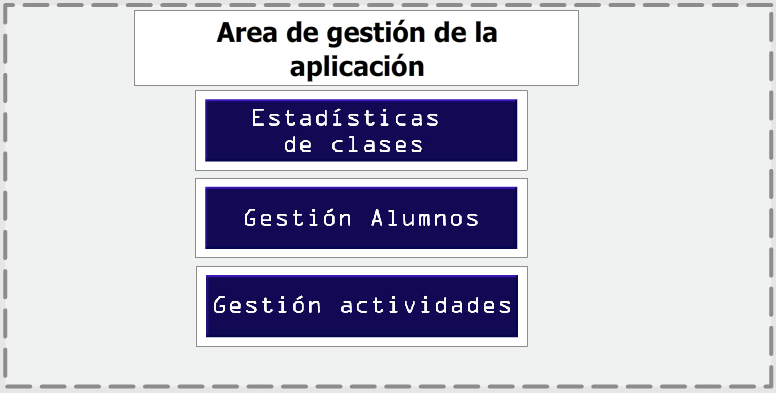 Area de gestión de la
aplicación
Estadísticas
de clases
Gestión Alumnos
Gestión actividades